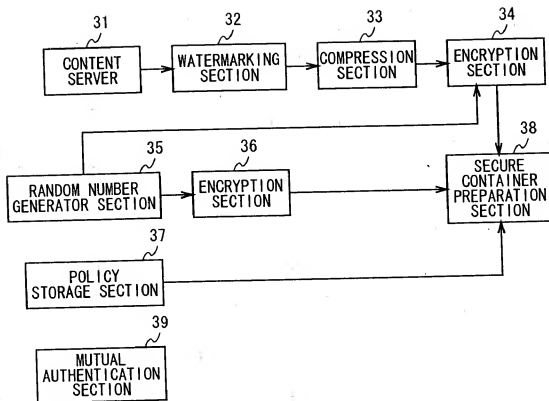 31
CONTENT
SERVER
32
WATERMARKING
SECTION
33
COMPRESSION
SECTION
34
ENCRYPTION
SECTION
35
RANDOM NUMBER
GENERATOR SECTION
36
ENCRYPTION
SECTION
38
SECURE
CONTAINER
PREPARATION
SECTION
37
POLICY
STORAGE SECTION
39
MUTUAL
AUTHENTICATION
SECTION